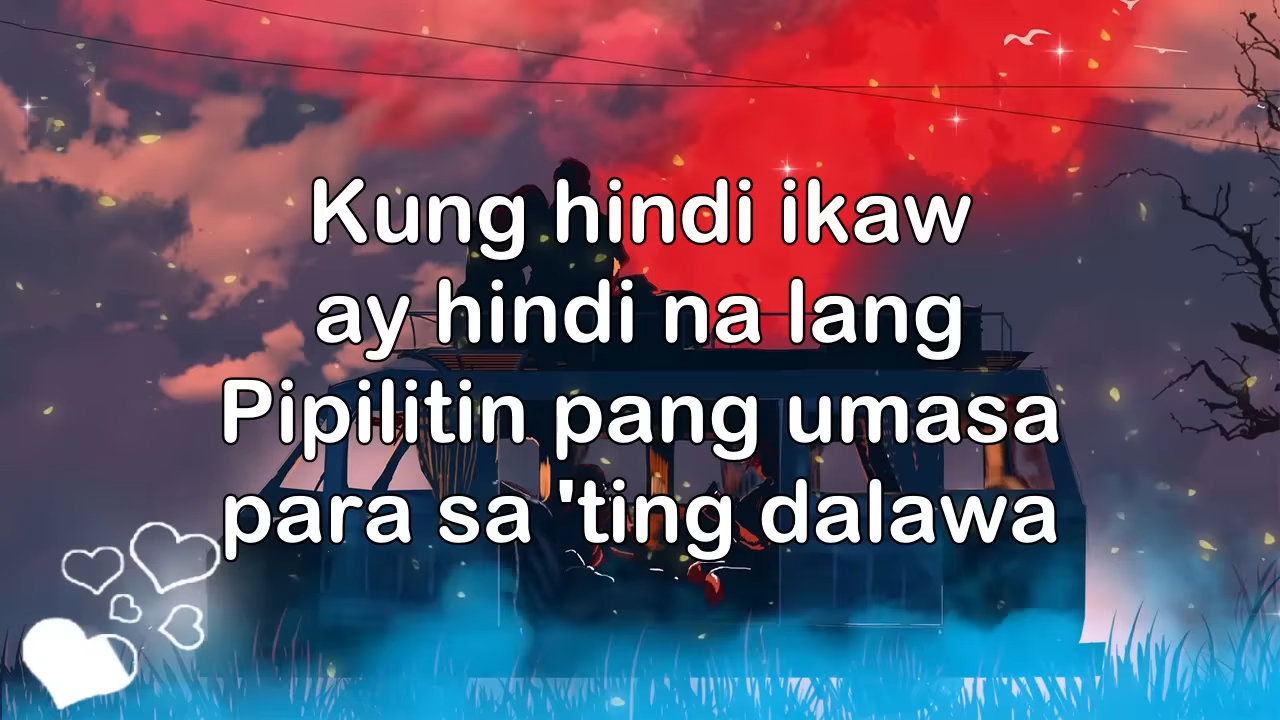 Kung hindi ikaw
ay hindi na lang
Pipilitin pang umasa
para sa 'ting dalawa